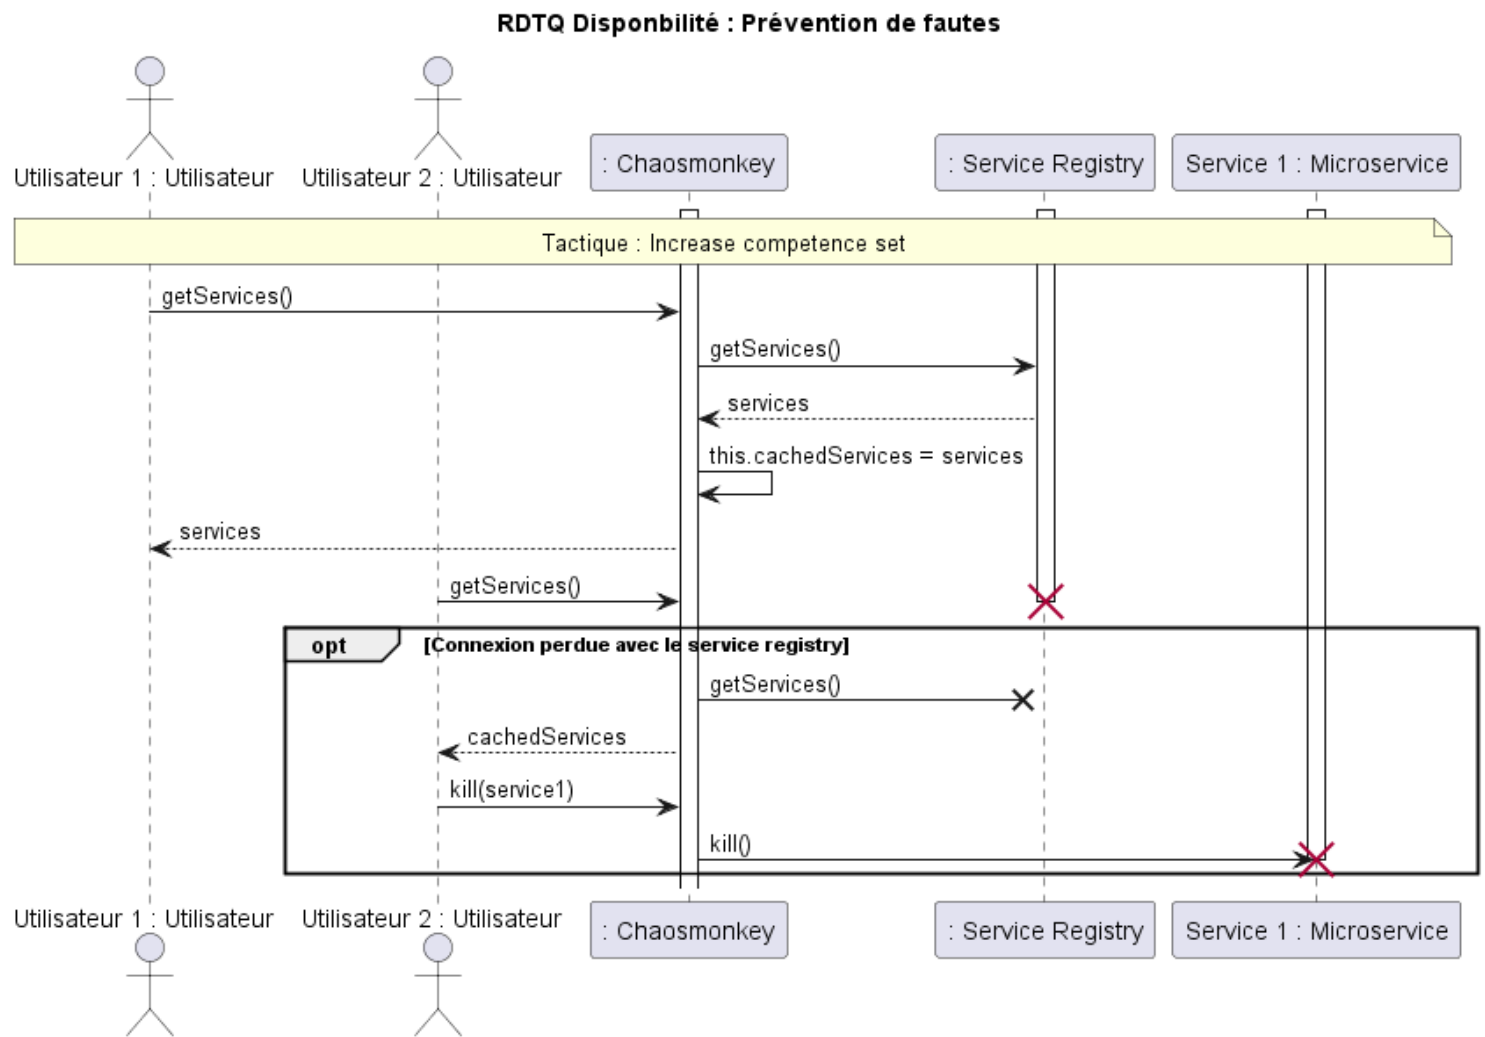 RDTQ Disponbilité : Prévention de fautes
Utilisateur 1 : Utilisateur
Utilisateur 2 : Utilisateur
: Chaosmonkey
: Service Registry
Service 1 : Microservice
Tactique : Increase competence set
getServices()
getServices()
services
this.cachedServices = services
services
getServices()
opt
[Connexion perdue avec le service registry]
getServices()
cachedServices
kill(service1)
kill()
Utilisateur 1 : Utilisateur
Utilisateur 2 : Utilisateur
: Chaosmonkey
: Service Registry
Service 1 : Microservice